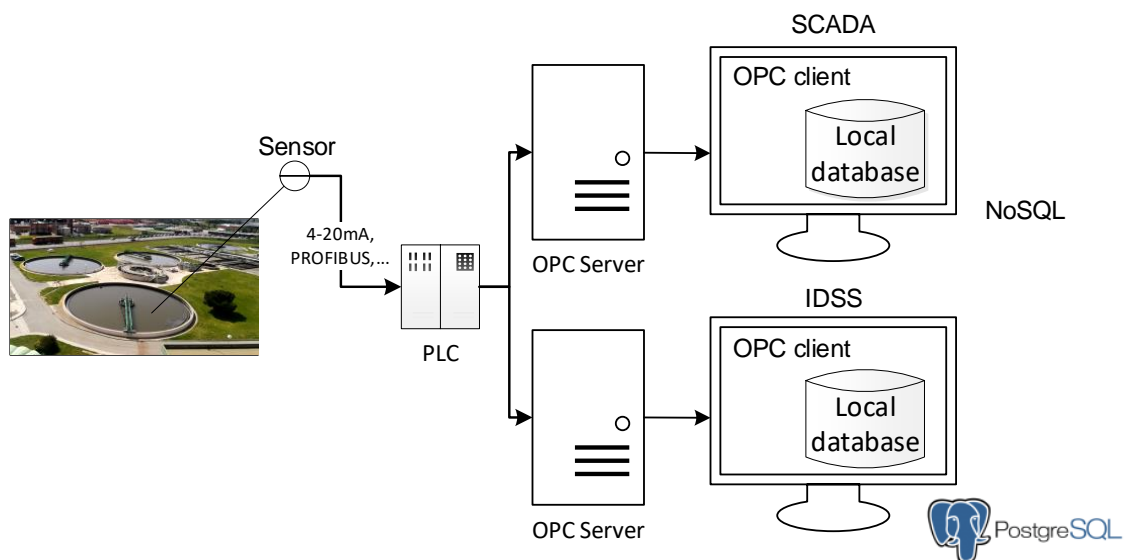 SCADA
OPC client
Local
database
Sensor
NoSQL
4-20mA,
PROFIBUS,...
OPC Server
IDSS
PLC
OPC client
Local
database
OPC Server
PostgreSQL